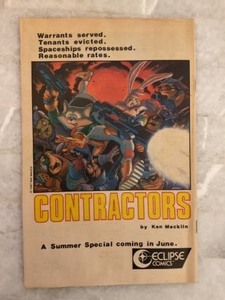 Warrants served.
Tenants evicted.
Spaceships repossessed.
Reasonable rates.
CONTRACTORS
by Ken Macklin
A Summer Special coming in June.
ECLIPSE
COMICS